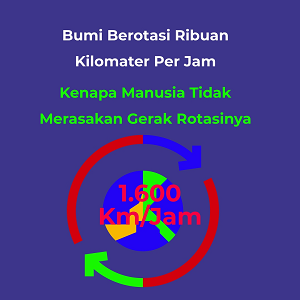 Bumi Berotasi Ribuan
Kilomater Per Jam
Kenapa Manusia Tidak
Merasakan Gerak Rotasinya
1.600
Km/Jam